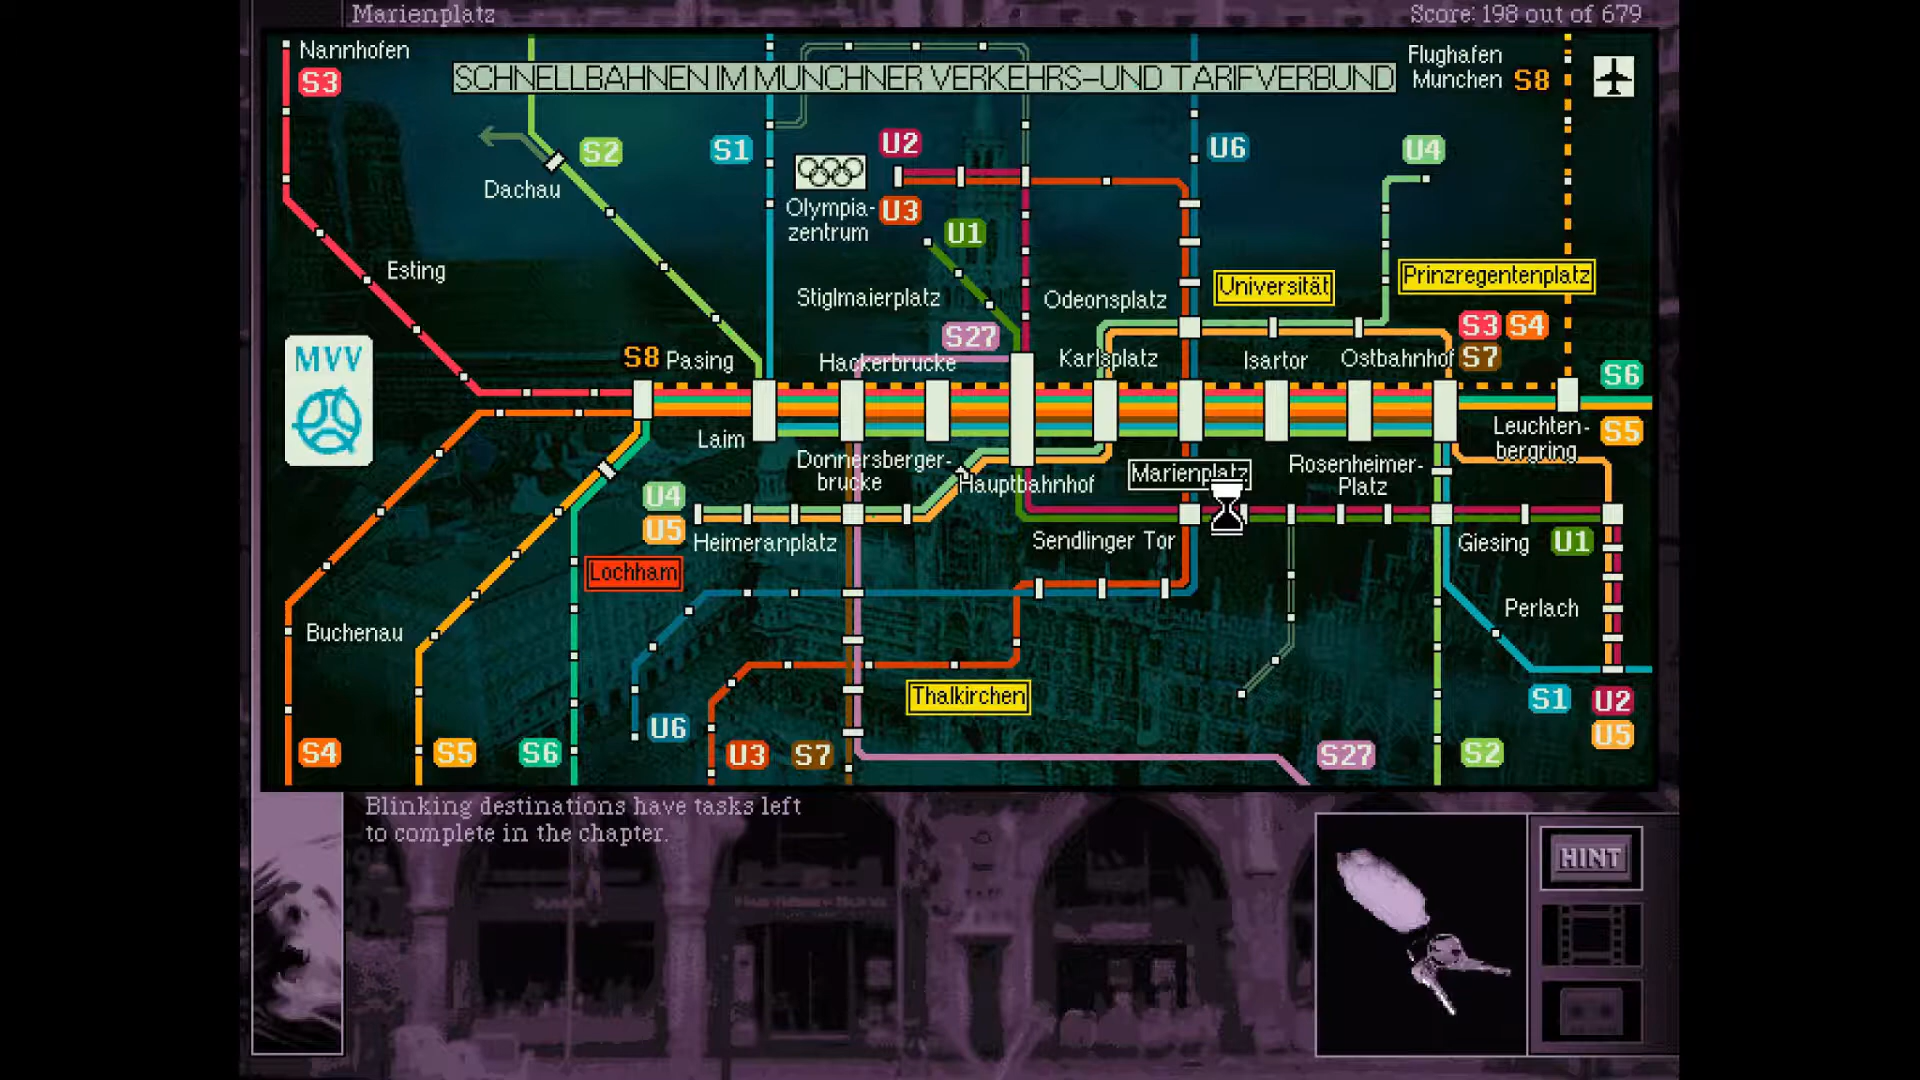 Marienplatz
Score: 198 out of 679
Nannhofen
S3
SCHNELLBAHNEN IM MUNCHNER VERKEHRS-UND TARIFVERBUND
Flughafen
Munchen
S8
S2
S1
U2
U6
U4
Dachau
Olympia-
zentrum
U3
U1
Esting
Stiglmaierplatz
Odeonsplatz
Universität
Prinzregentenplatz
S27
S3
S4
MVV
S8
Pasing
Hackerbrucke
Karlsplatz
Isartor
Ostbahnhof
S7
S6
Laim
Donnersberger-
brucke
Hauptbahnhof
Marienplatz
Rosenheimer-
Platz
Leuchten-
bergring
S5
U4
U5
Heimeranplatz
Sendlinger Tor
Giesing
U1
Lochham
Buchenau
Perlach
Thalkirchen
S4
S5
S6
U6
U3
S7
S27
S2
S1
U2
U5
Blinking destinations have tasks left
to complete in the chapter.
HINT